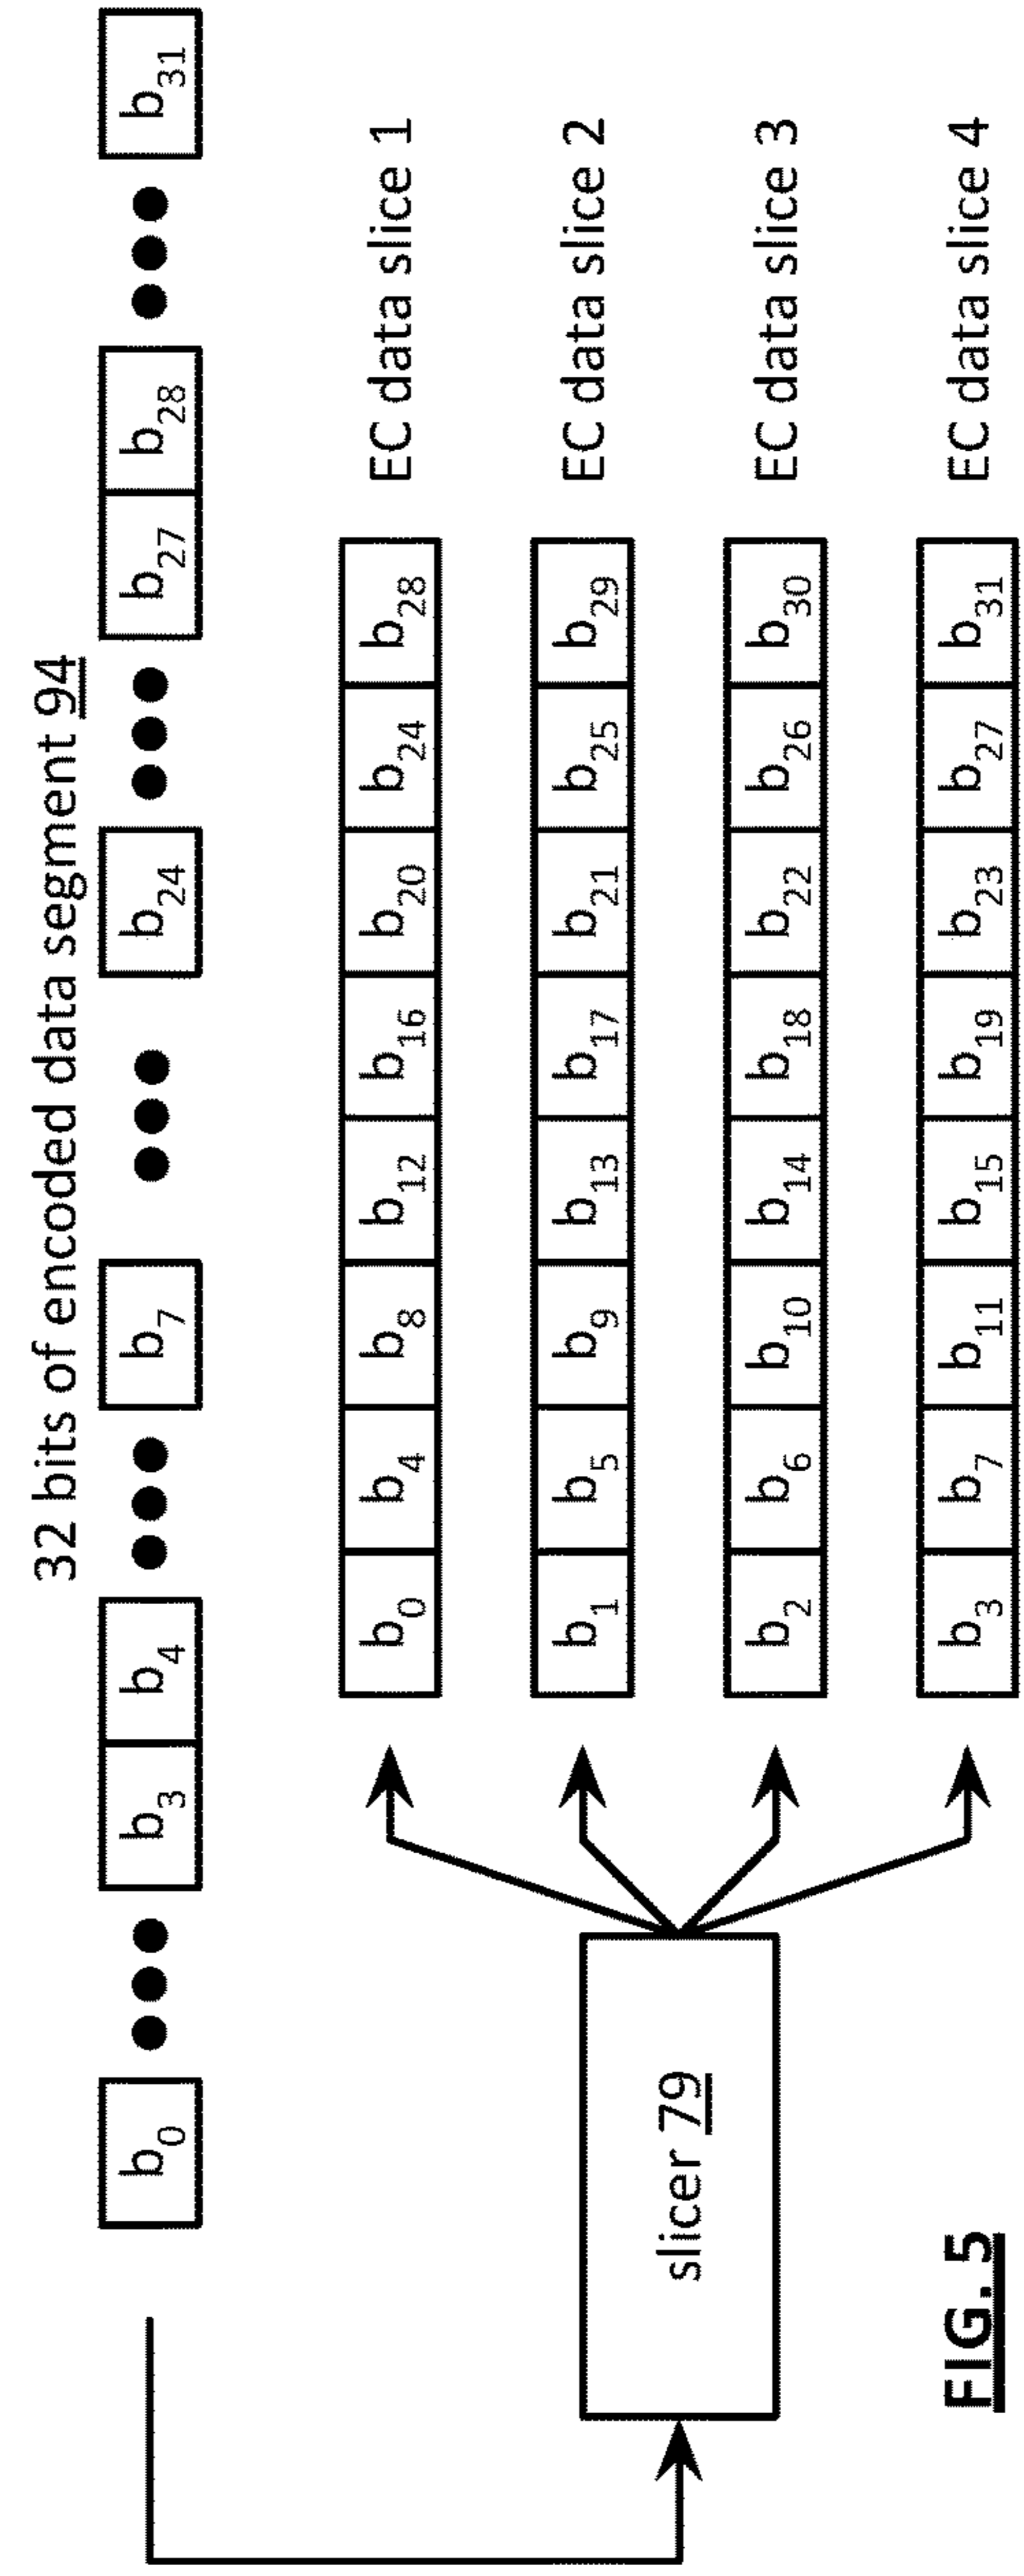 32 bits of encoded data segment 94
b0 ●●● b3 b4 ●●● b7 ●●● b24 ●●● b27 b28 ●●● b31
b0 b4 b8 b12 b16 b20 b24 b28 EC data slice 1
b1 b5 b9 b13 b17 b21 b25 b29 EC data slice 2
slicer 79
b2 b6 b10 b14 b18 b22 b26 b30 EC data slice 3
b3 b7 b11 b15 b19 b23 b27 b31 EC data slice 4
FIG. 5